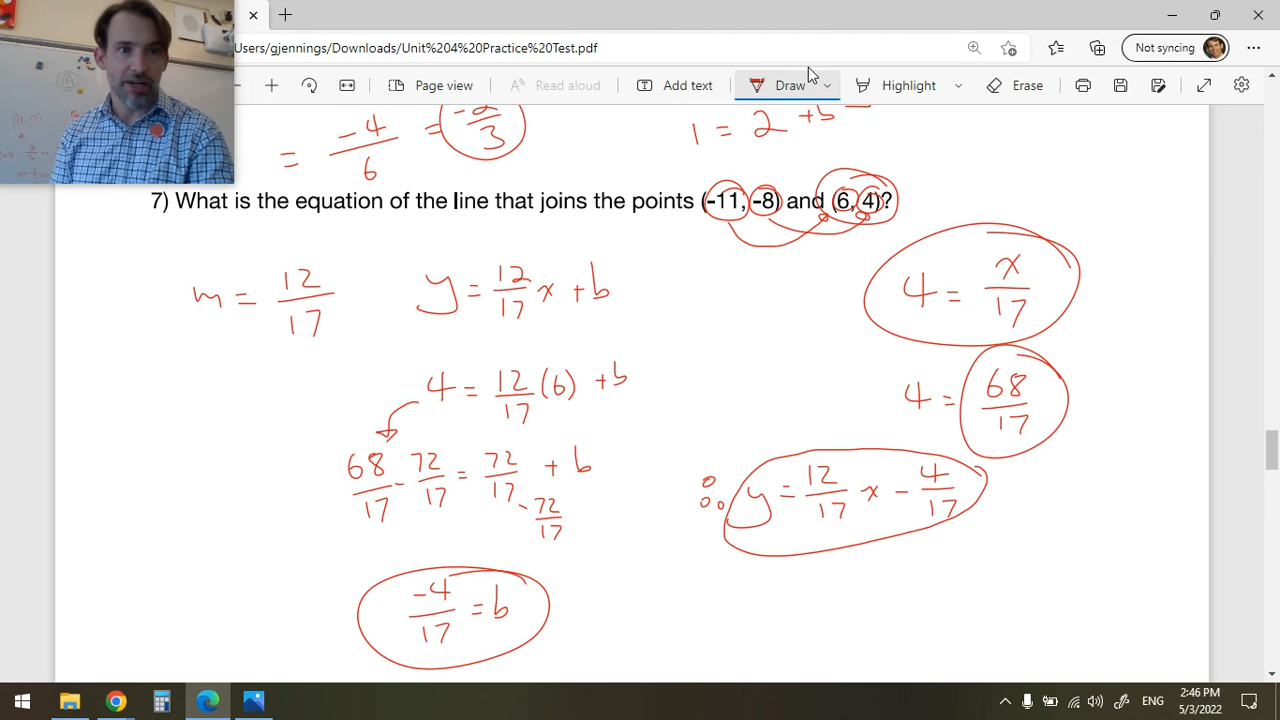 Users/gjennings/Downloads/Unit%204%20Practice%20Test.pdf
Not syncing
Page view
Read aloud
Add text
Draw
Highlight
Erase
= -4/6 = -2/3
1 = 2 + b
7) What is the equation of the line that joins the points (-11, -8) and (6, 4)?
m = 12/17
y = 12/17 x + b
4 = x/17
4 = 12/17 (6) + b
4 = 68/17
68/17 - 72/17 = 72/17 + b
- 72/17
∴ y = 12/17 x - 4/17
-4/17 = b
ENG
2:46 PM
5/3/2022